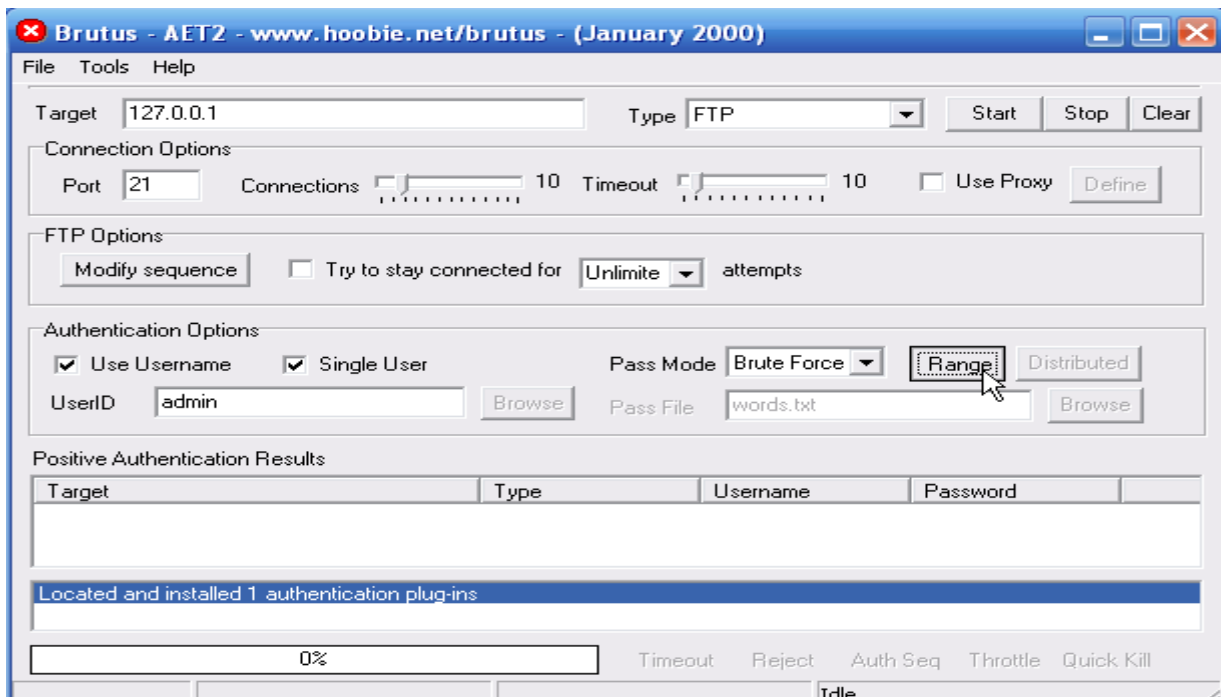 Brutus - AET2 - www.hoobie.net/brutus - (January 2000)
File Tools Help
Target 127.0.0.1 Type FTP Start Stop Clear
Connection Options
Port 21 Connections 10 Timeout 10 Use Proxy Define
FTP Options
Modify sequence Try to stay connected for Unlimite attempts
Authentication Options
Use Username Single User Pass Mode Brute Force Range Distributed
UserID admin Browse Pass File words.txt Browse
Positive Authentication Results
Target Type Username Password
Located and installed 1 authentication plug-ins
0% Timeout Reject Auth Seq Throttle Quick Kill
Idle